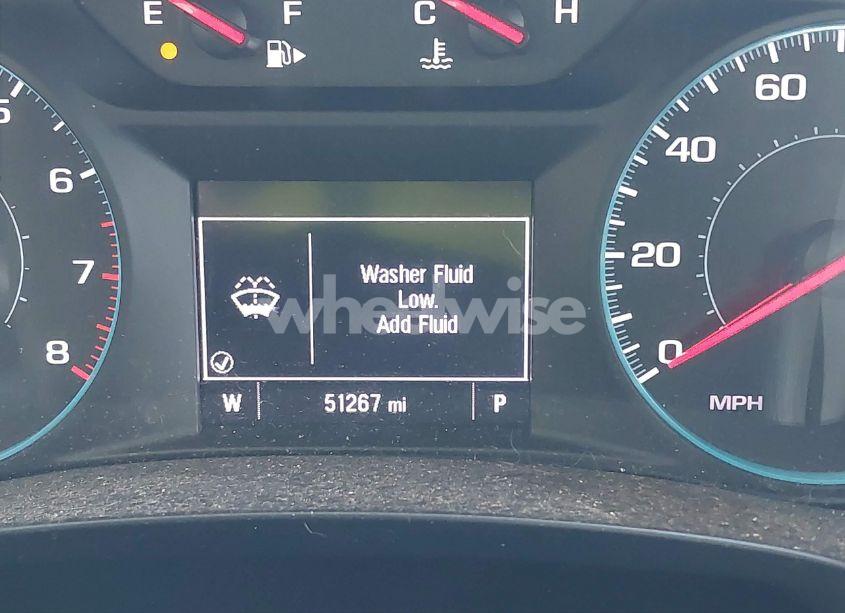 E F C H
5
6
7
8
60
40
20
0
MPH
Washer Fluid
Low.
Add Fluid
W 51267 mi P
wheelwise